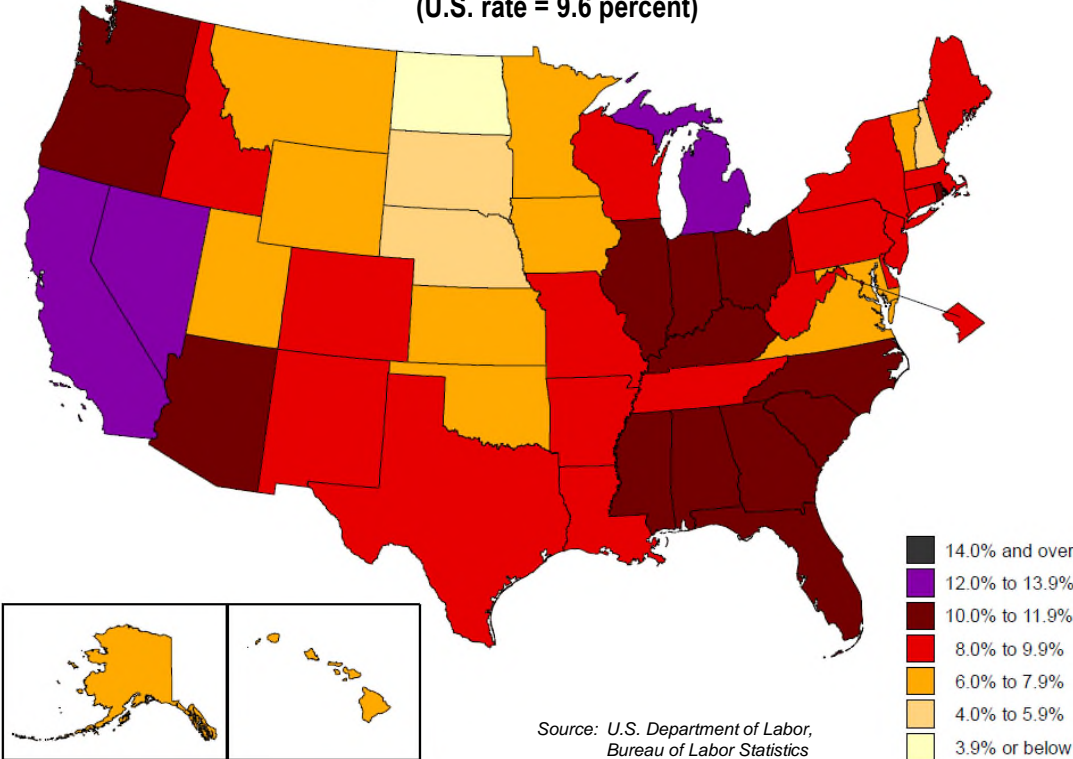 (U.S. rate = 9.6 percent)
14.0% and over
12.0% to 13.9%
10.0% to 11.9%
8.0% to 9.9%
6.0% to 7.9%
4.0% to 5.9%
3.9% or below
Source: U.S. Department of Labor,
Bureau of Labor Statistics